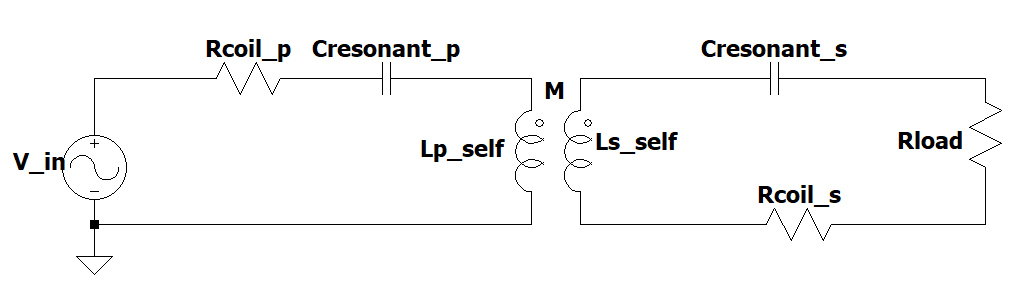 Rcoil_p
Cresonant_p
Cresonant_s
M
V_in
Lp_self
Ls_self
Rload
Rcoil_s